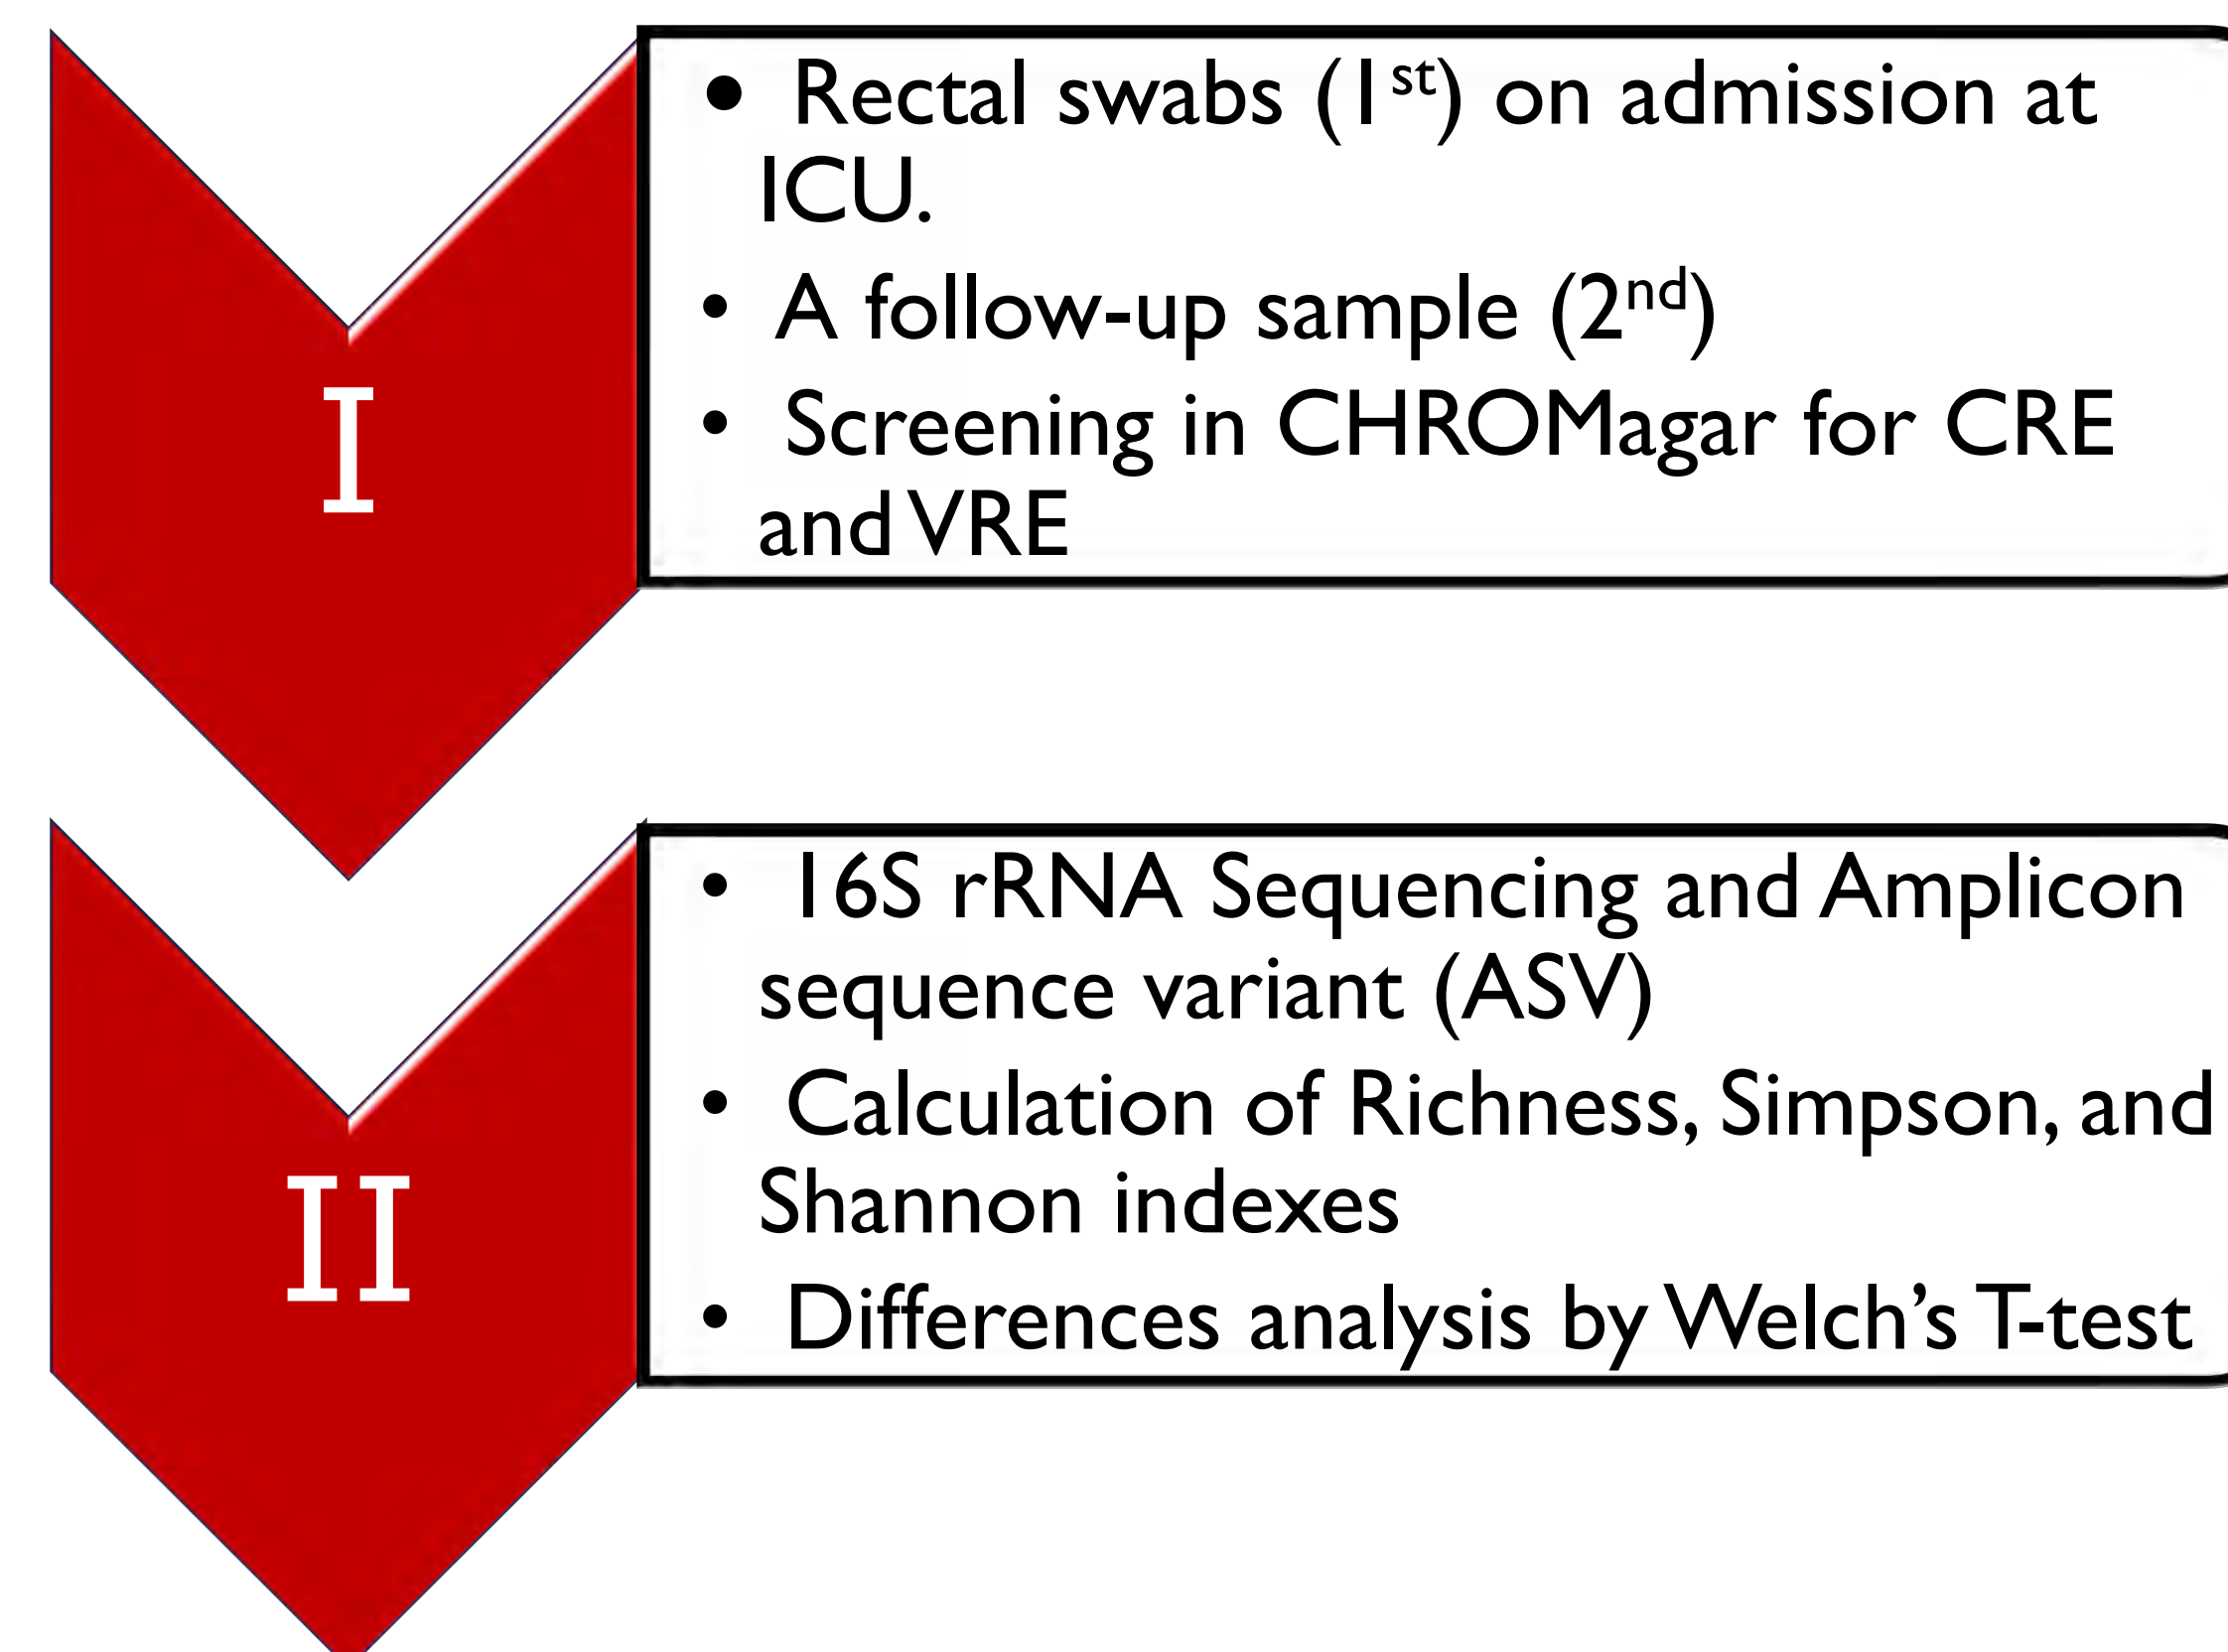 I
• Rectal swabs (1st) on admission at
ICU.
• A follow-up sample (2nd)
• Screening in CHROMagar for CRE
and VRE
II
• 16S rRNA Sequencing and Amplicon
sequence variant (ASV)
• Calculation of Richness, Simpson, and
Shannon indexes
• Differences analysis by Welch’s T-test